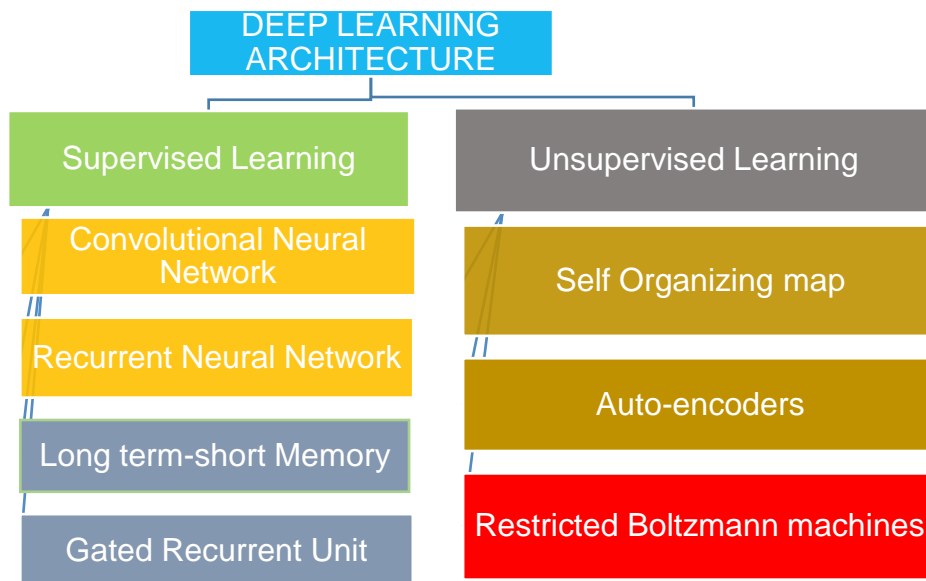 DEEP LEARNING
ARCHITECTURE
Supervised Learning
Convolutional Neural
Network
Recurrent Neural Network
Long term-short Memory
Gated Recurrent Unit
Unsupervised Learning
Self Organizing map
Auto-encoders
Restricted Boltzmann machines